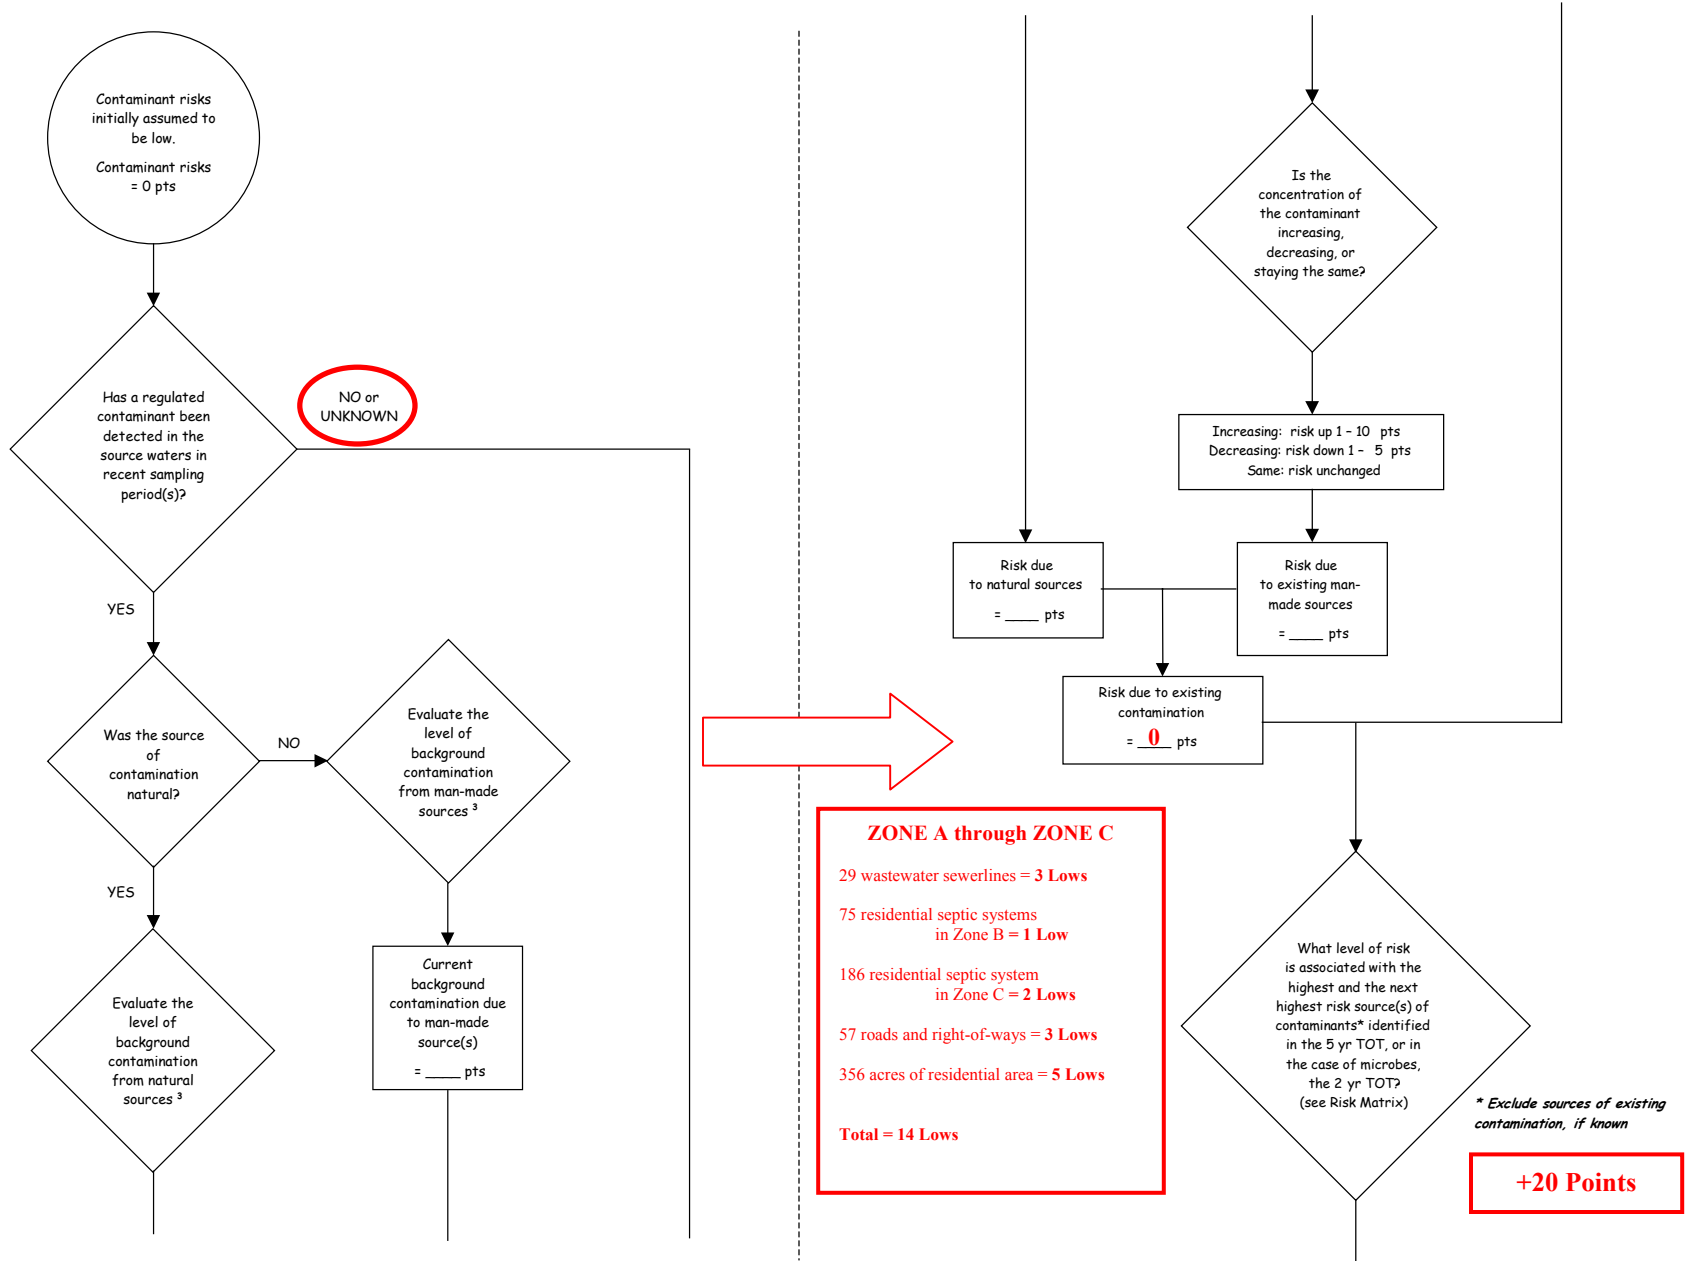 Contaminant risks
initially assumed to
be low.
Contaminant risks
= 0 pts
Has a regulated
contaminant been
detected in the
source waters in
recent sampling
period(s)?
NO or
UNKNOWN
YES
Was the source
of
contamination
natural?
NO
Evaluate the
level of
background
contamination
from man-made
sources ³
YES
Evaluate the
level of
background
contamination
from natural
sources ³
Current
background
contamination due
to man-made
source(s)
= ____ pts
Is the
concentration of
the contaminant
increasing,
decreasing, or
staying the same?
Increasing: risk up 1 – 10 pts
Decreasing: risk down 1 – 5 pts
Same: risk unchanged
Risk due
to natural sources
= ____ pts
Risk due
to existing man-
made sources
= ____ pts
Risk due to existing
contamination
= __0__ pts
ZONE A through ZONE C
29 wastewater sewerlines = 3 Lows
75 residential septic systems
in Zone B = 1 Low
186 residential septic system
in Zone C = 2 Lows
57 roads and right-of-ways = 3 Lows
356 acres of residential area = 5 Lows
Total = 14 Lows
What level of risk
is associated with the
highest and the next
highest risk source(s) of
contaminants* identified
in the 5 yr TOT, or in
the case of microbes,
the 2 yr TOT?
(see Risk Matrix)
* Exclude sources of existing
contamination, if known
+20 Points